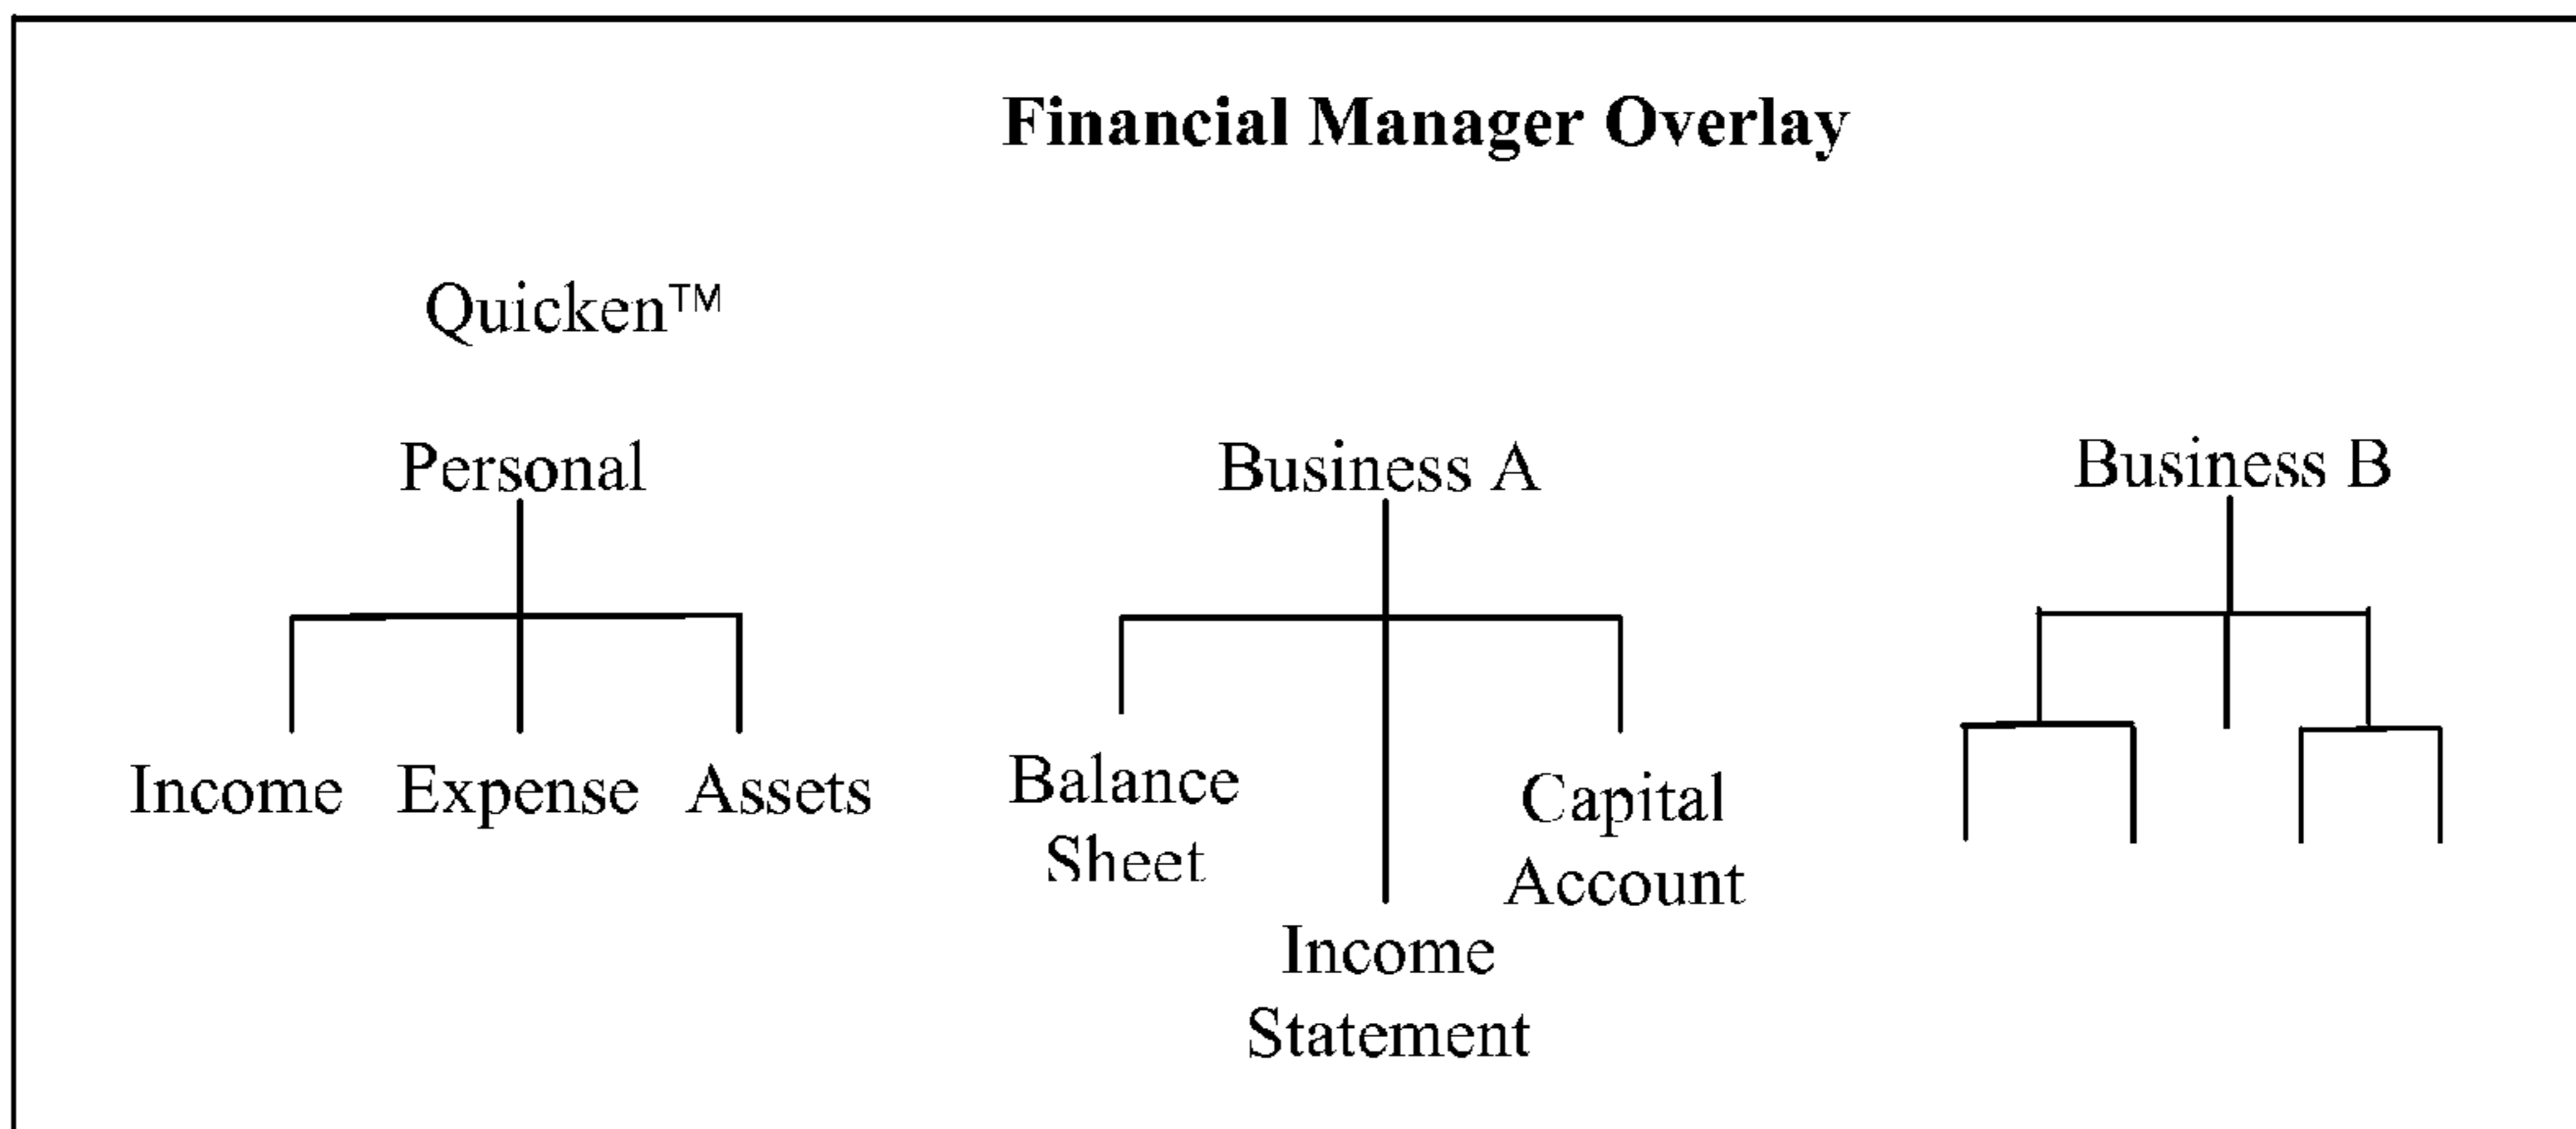 Financial Manager Overlay
Quicken™
Personal
Income Expense Assets
Business A
Balance
Sheet
Income
Statement
Capital
Account
Business B